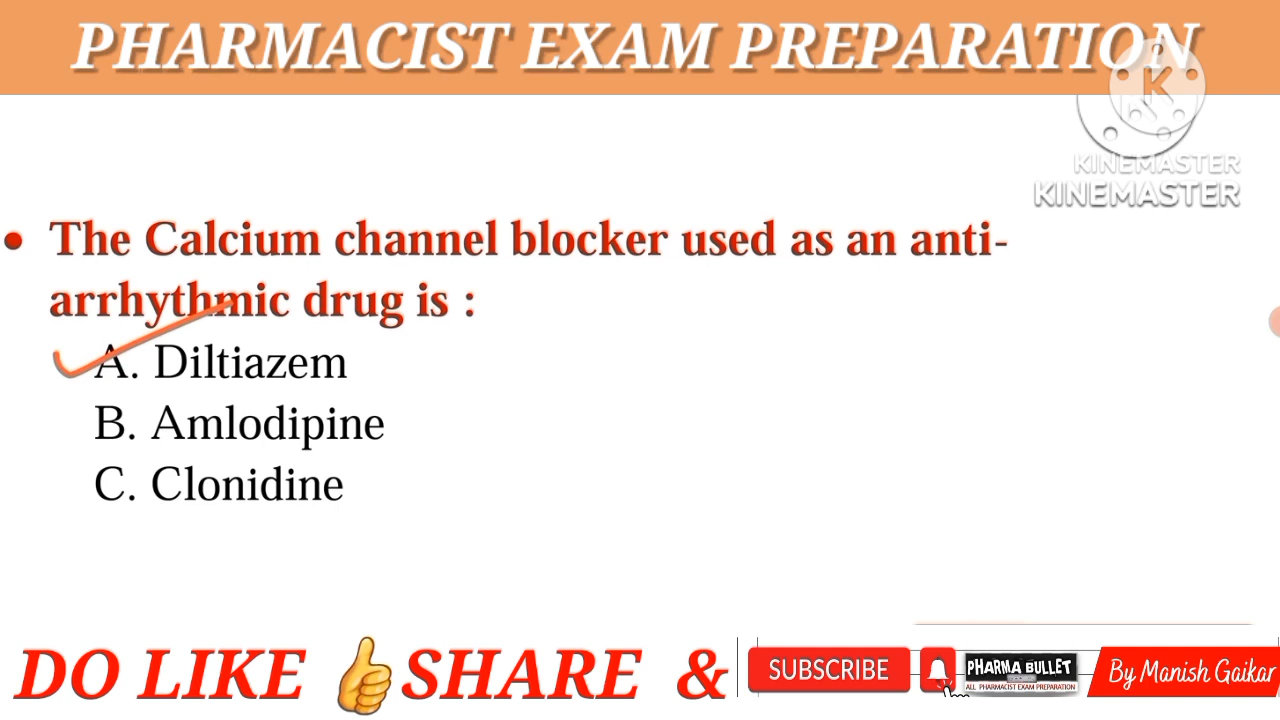 PHARMACIST EXAM PREPARATION
KINEMASTER
KINEMASTER
• The Calcium channel blocker used as an anti-
arrhythmic drug is :
A. Diltiazem
B. Amlodipine
C. Clonidine
DO LIKE 👍 SHARE &
SUBSCRIBE
PHARMA BULLET
ALL PHARMACIST EXAM PREPARATION
By Manish Gaikar